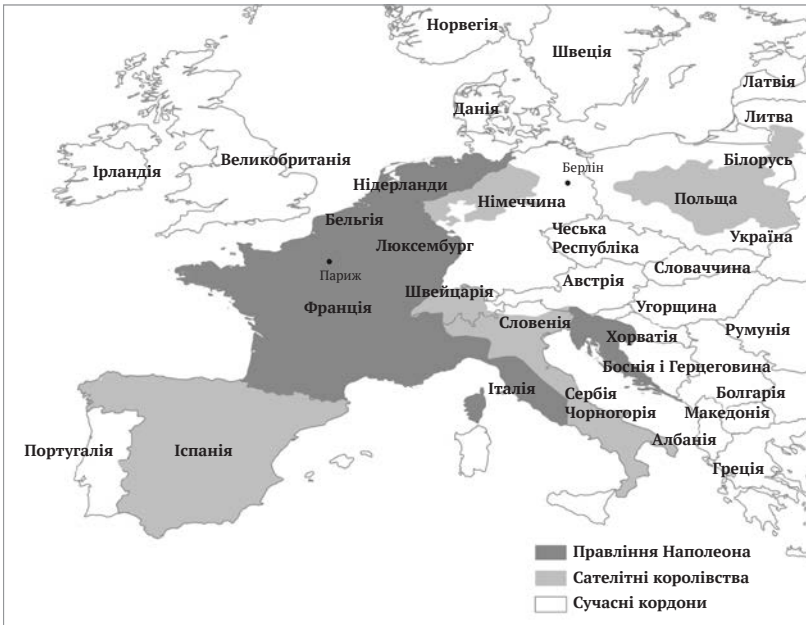 Норвегія
Швеція
Латвія
Данія
Литва
Ірландія
Великобританія
Білорусь
Берлін
Нідерланди
Німеччина
Польща
Бельгія
Україна
Чеська
Республіка
Люксембург
Париж
Словаччина
Австрія
Швейцарія
Франція
Угорщина
Словенія
Румунія
Хорватія
Боснія і Герцеговина
Італія
Сербія
Чорногорія
Болгарія
Македонія
Албанія
Португалія
Іспанія
Греція
Правління Наполеона
Сателітні королівства
Сучасні кордони